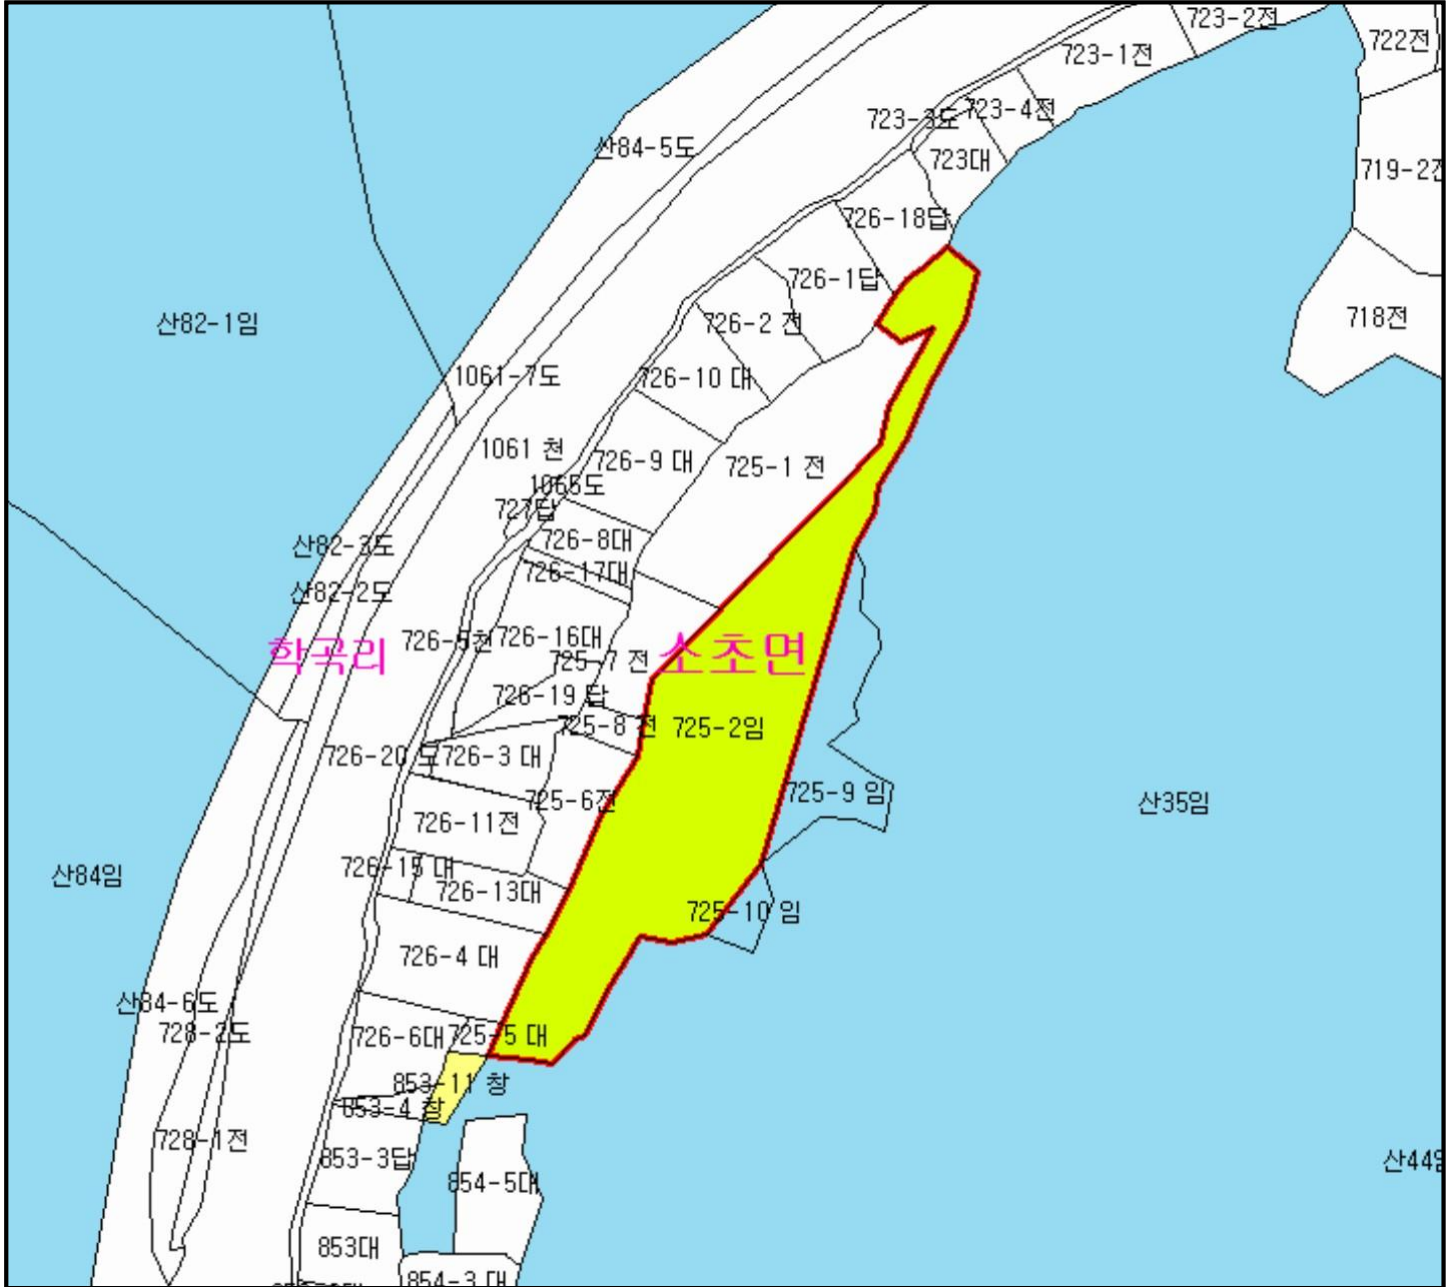 723-2전
722전
723-1전
723-3도
723-4전
산84-5도
723대
719-2전
726-18답
726-1답
718전
산82-1임
726-2 전
1061-7도
726-10 대
1061 천
726-9 대
725-1 전
1065도
727답
726-8대
산82-3도
726-17대
산82-2도
726-5천
726-16대
학곡리
725-7 전
소초면
726-19 답
725-8 전
725-2임
726-20 도
726-3 대
725-6전
725-9 임
산35임
726-11전
산84임
726-15 대
726-13대
725-10 임
726-4 대
산84-6도
728-2도
726-6대
725-5 대
853-11 창
853-4 창
728-1전
853-3답
산44임
854-5대
853대
854-3 대